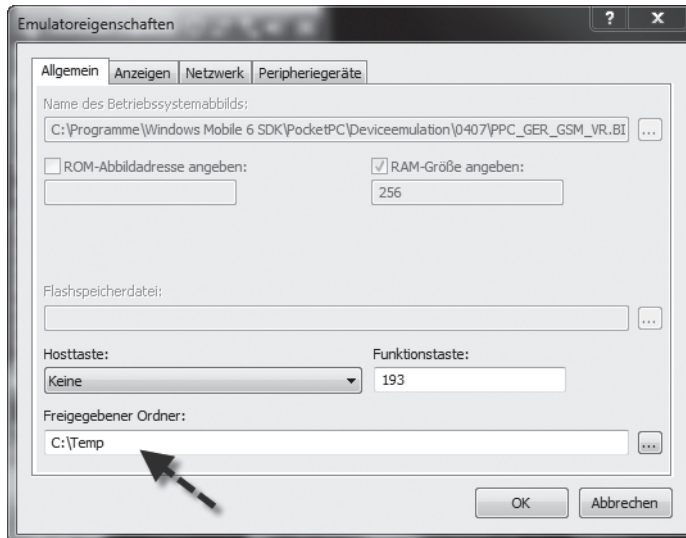 Emulatoreigenschaften
Allgemein Anzeigen Netzwerk Peripheriegeräte
Name des Betriebssystemabbilds:
C:\Programme\Windows Mobile 6 SDK\PocketPC\Deviceemulation\0407\PPC_GER_GSM_VR.BI ...
ROM-Abbildadresse angeben: RAM-Größe angeben:
256
Flashspeicherdatei:
...
Hosttaste: Funktionstaste:
Keine 193
Freigegebener Ordner:
C:\Temp ...
OK Abbrechen